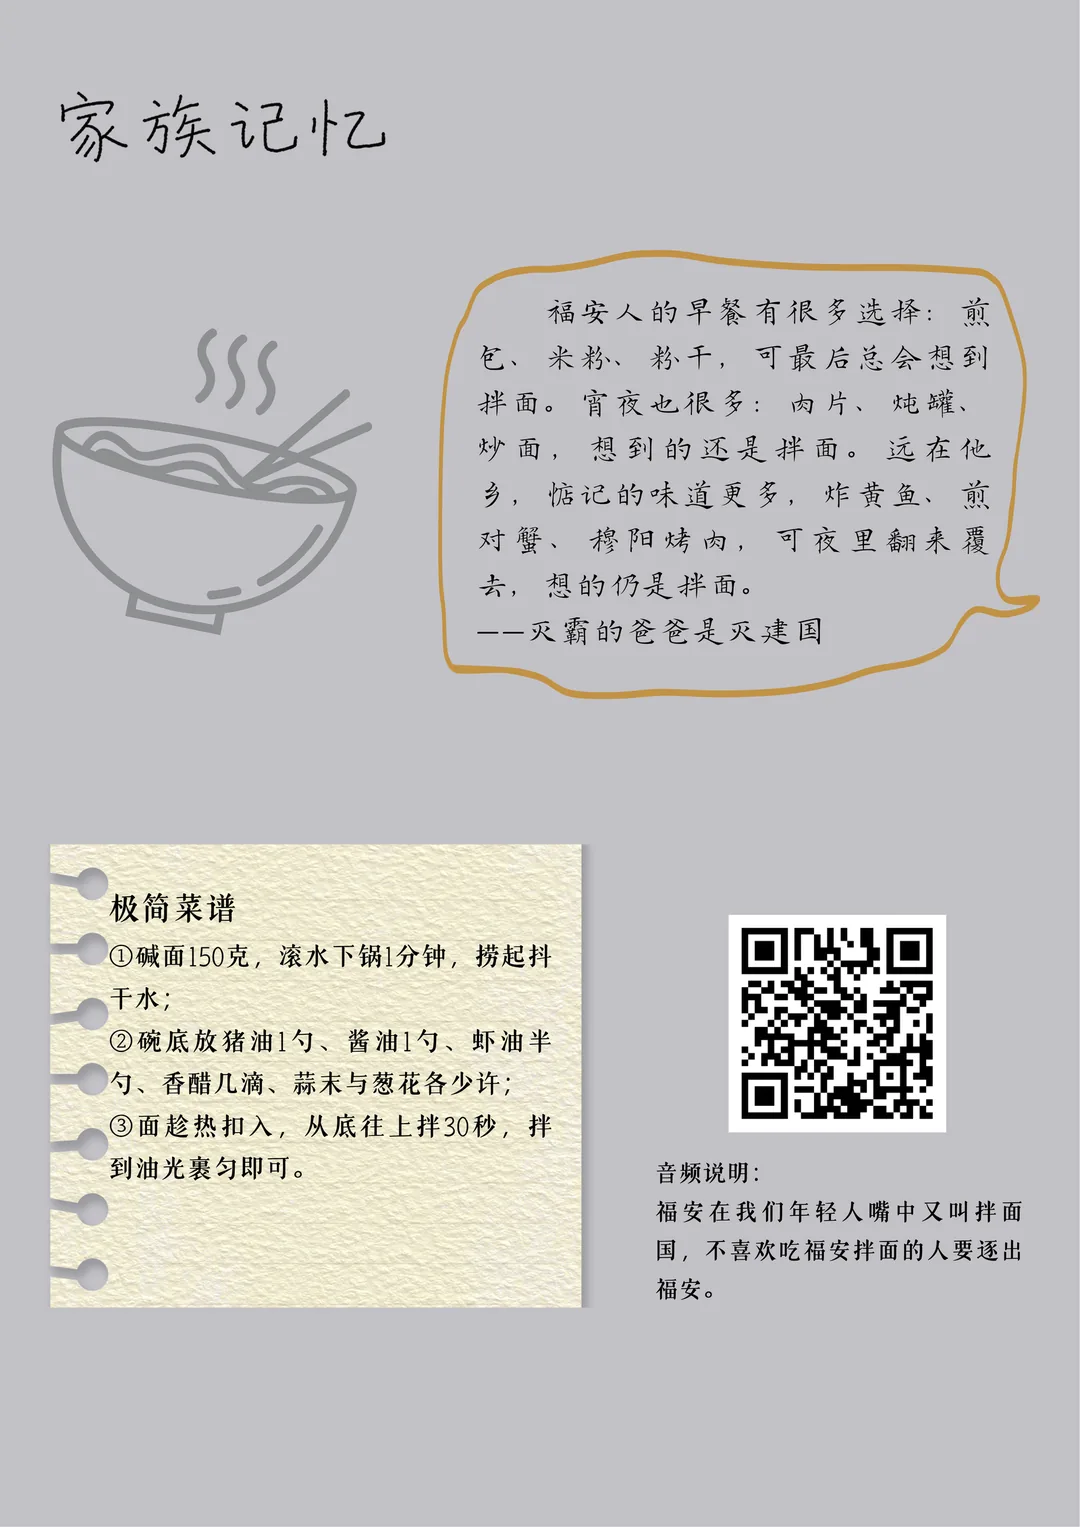 家族记忆
福安人的早餐有很多选择：煎
包、米粉、粉干，可最后总会想到
拌面。宵夜也很多：肉片、炖罐、
炒面，想到的还是拌面。远在他
乡，惦记的味道更多，炸黄鱼、煎
对蟹、穆阳烤肉，可夜里翻来覆
去，想的仍是拌面。
——灭霸的爸爸是灭建国
极简菜谱
①碱面150克，滚水下锅1分钟，捞起抖
干水；
②碗底放猪油1勺、酱油1勺、虾油半
勺、香醋几滴、蒜末与葱花各少许；
③面趁热扣入，从底往上拌30秒，拌
到油光裹匀即可。
音频说明：
福安在我们年轻人嘴中又叫拌面
国，不喜欢吃福安拌面的人要逐出
福安。